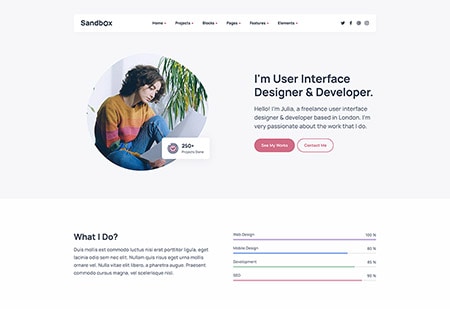 Sandbox
Home Projects Blocks Pages Features Elements
I'm User Interface
Designer & Developer.
Hello! I'm Julia, a freelance user interface
designer & developer based in London. I'm
very passionate about the work that I do.
250+
Projects Done
See My Works
Contact Me
What I Do?
Duis mollis est commodo luctus nisi erat porttitor ligula, eget
lacinia odio sem nec elit. Nullam quis risus eget urna mollis
ornare vel. Nulla vitae elit libero, a pharetra augue. Praesent
commodo cursus magna, vel scelerisque nisl.
Web Design 100 %
Mobile Design 80 %
Development 85 %
SEO 90 %